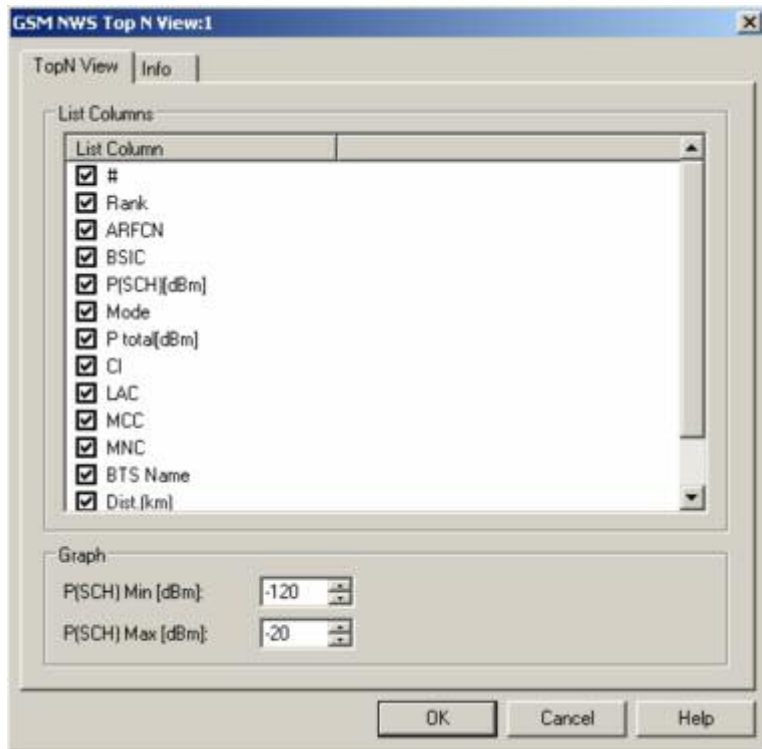 GSM NWS Top N View:1
TopN View
Info
List Columns
List Column
#
Rank
ARFCN
BSIC
P(SCH)[dBm]
Mode
P total[dBm]
CI
LAC
MCC
MNC
BTS Name
Dist.(km)
Graph
P(SCH) Min [dBm]: -120
P(SCH) Max [dBm]: -20
OK Cancel Help